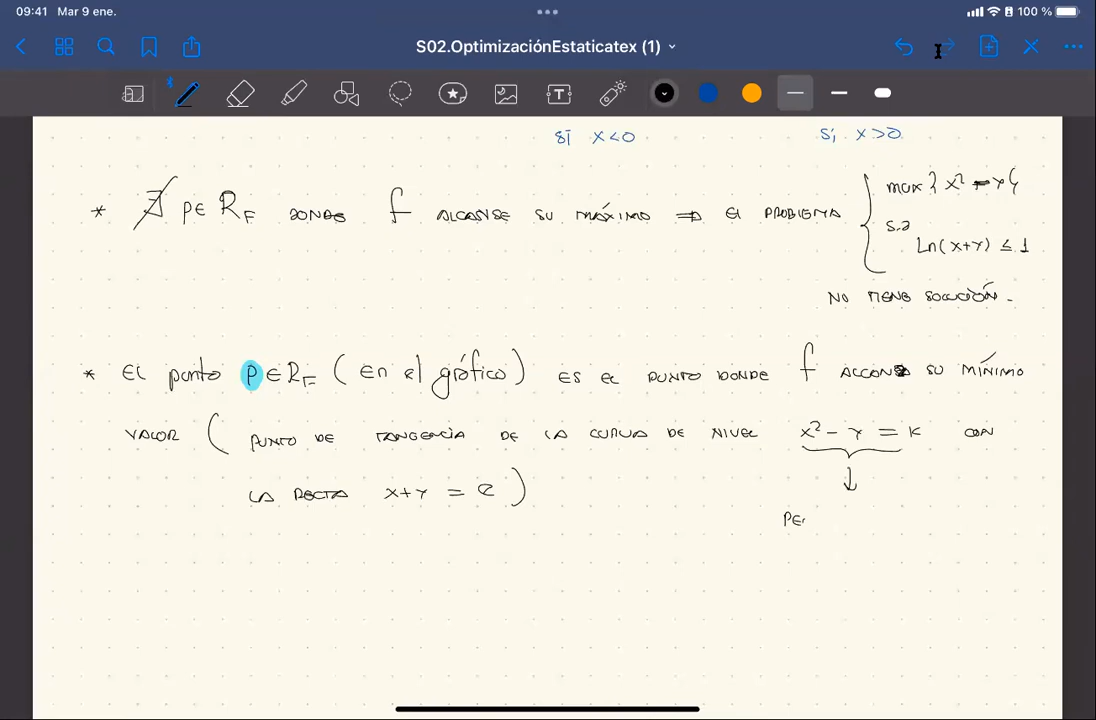 09:41 Mar 9 ene.
100 %
S02.OptimizaciónEstaticatex (1)
si x<0 si x>0
* ∄ p∈ R_F DONDE f ALCANSE SU MÁXIMO ⇒ El PROBLEMA { max { x² - y }
s.a
Ln(x+y) ≤ 1
NO TIENE SOLUCIÓN.
* El punto P∈R_F (En el gráfico) ES EL PUNTO DONDE f ALCANZA SU MÍNIMO
VALOR ( PUNTO DE TANGENCIA DE LA CURVA DE NIVEL x² - y = k CON
LA RECTA x+y = e )
↓
PE